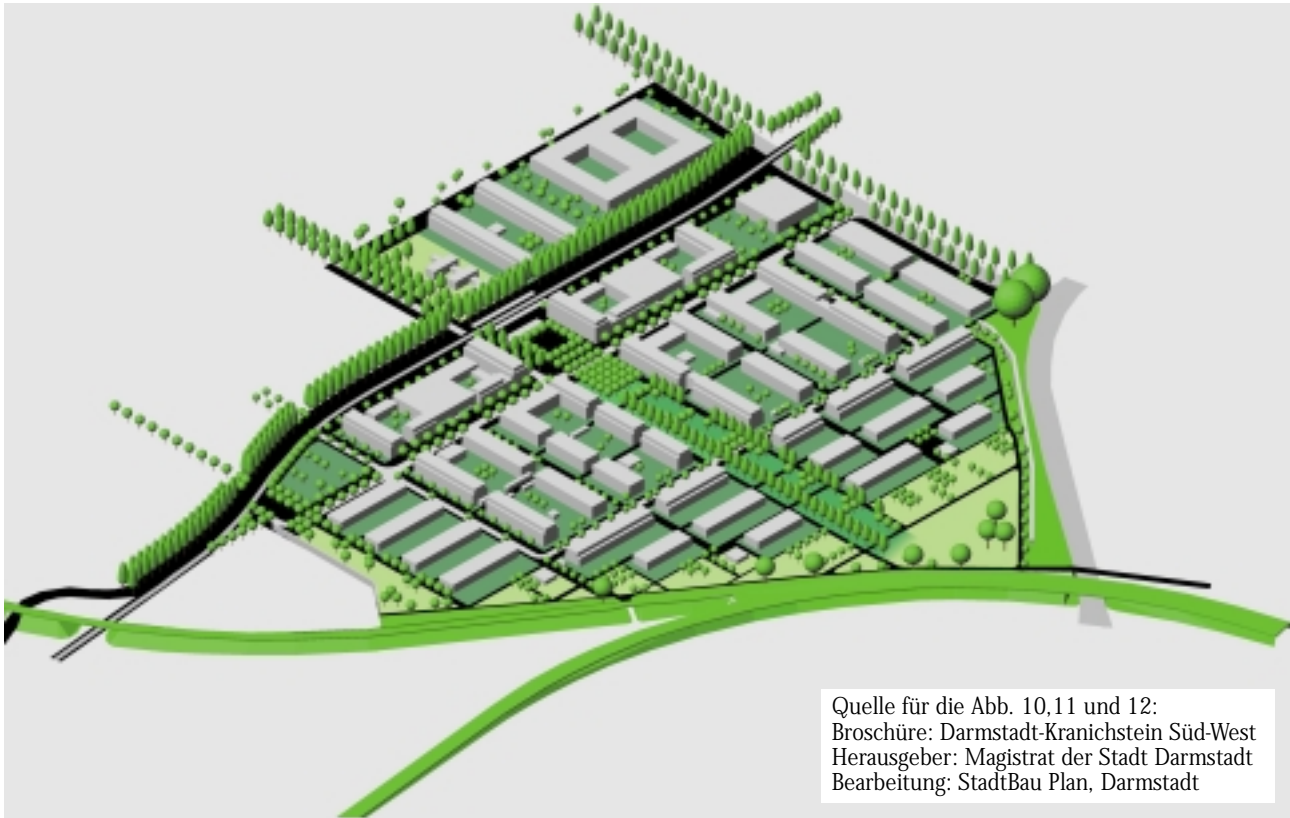 Quelle für die Abb. 10,11 und 12:
Broschüre: Darmstadt-Kranichstein Süd-West
Herausgeber: Magistrat der Stadt Darmstadt
Bearbeitung: StadtBau Plan, Darmstadt